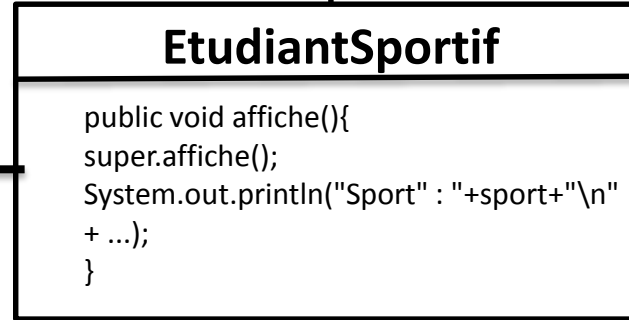 EtudiantSportif
public void affiche(){
super.affiche();
System.out.println("Sport" : "+sport+"\n"
+ ...);
}